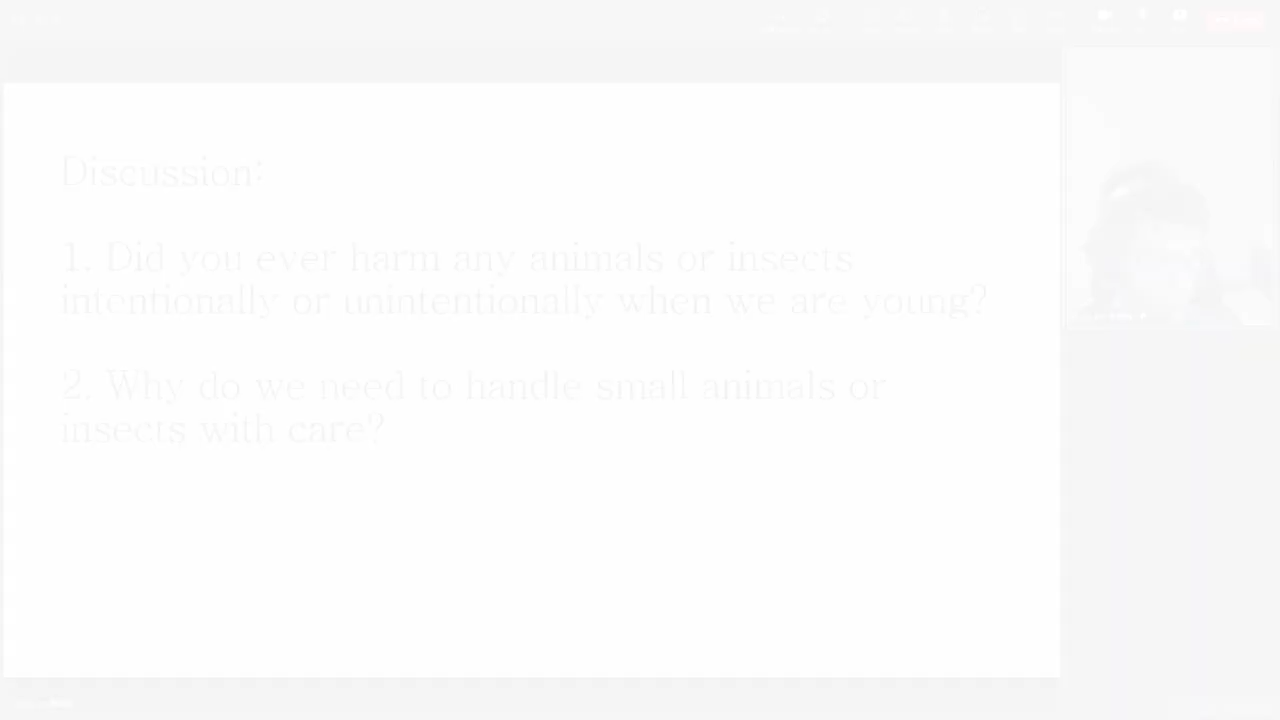 Discussion:
1. Did you ever harm any animals or insects
intentionally or unintentionally when we are young?
2. Why do we need to handle small animals or
insects with care?